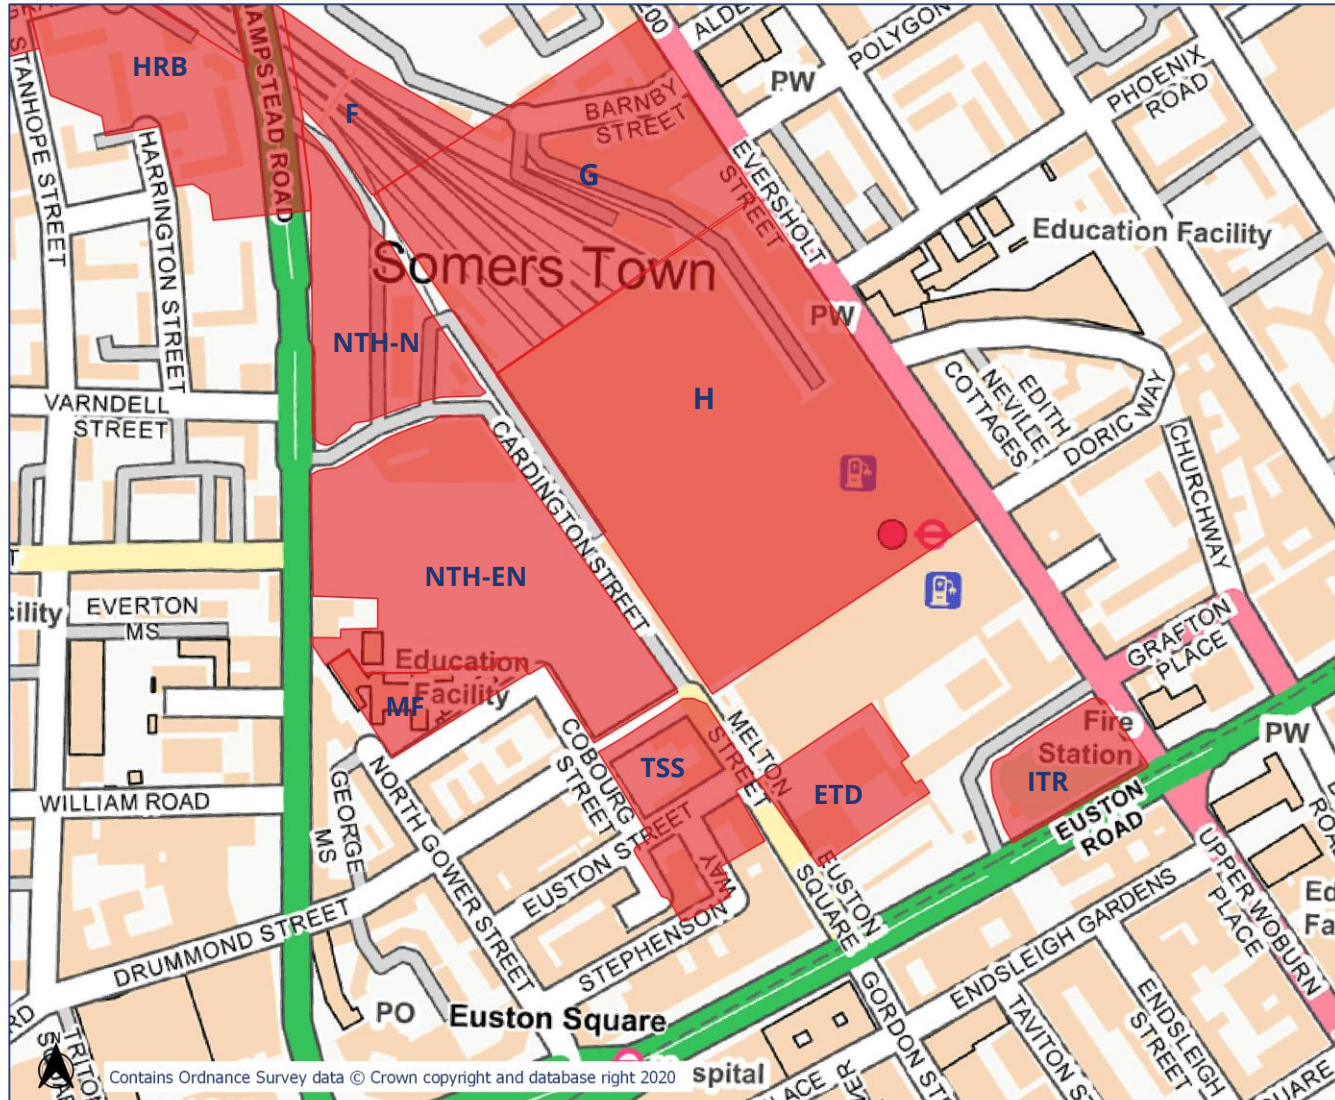 STANHOPE STREET
HRB
HAMPSTEAD ROAD
F
BARNBY
STREET
G
EVERSHOLT
STREET
POLYGON
PHOENIX
ROAD
PW
HARRINGTON STREET
Education Facility
Somers Town
PW
NTH-N
H
VARNDELL
STREET
CARDINGTON STREET
COTTAGES
NEVILLE
EDITH
DORIC WAY
CHURCHWAY
NTH-EN
EVERTON
MS
GRAFTON
PLACE
Education
Facility
MF
COBOURG
STREET
MELTON
STREET
TSS
ETD
Fire
Station
ITR
PW
WILLIAM ROAD
GEORGE
MS
NORTH GOWER STREET
EUSTON STREET
STEPHENSON
WAY
EUSTON
SQUARE
EUSTON
ROAD
UPPER WOBURN
PLACE
DRUMMOND STREET
ENDSLEIGH GARDENS
TAVITON
ENDSLEIGH
STREET
GORDON
PO
Euston Square
Contains Ordnance Survey data © Crown copyright and database right 2020